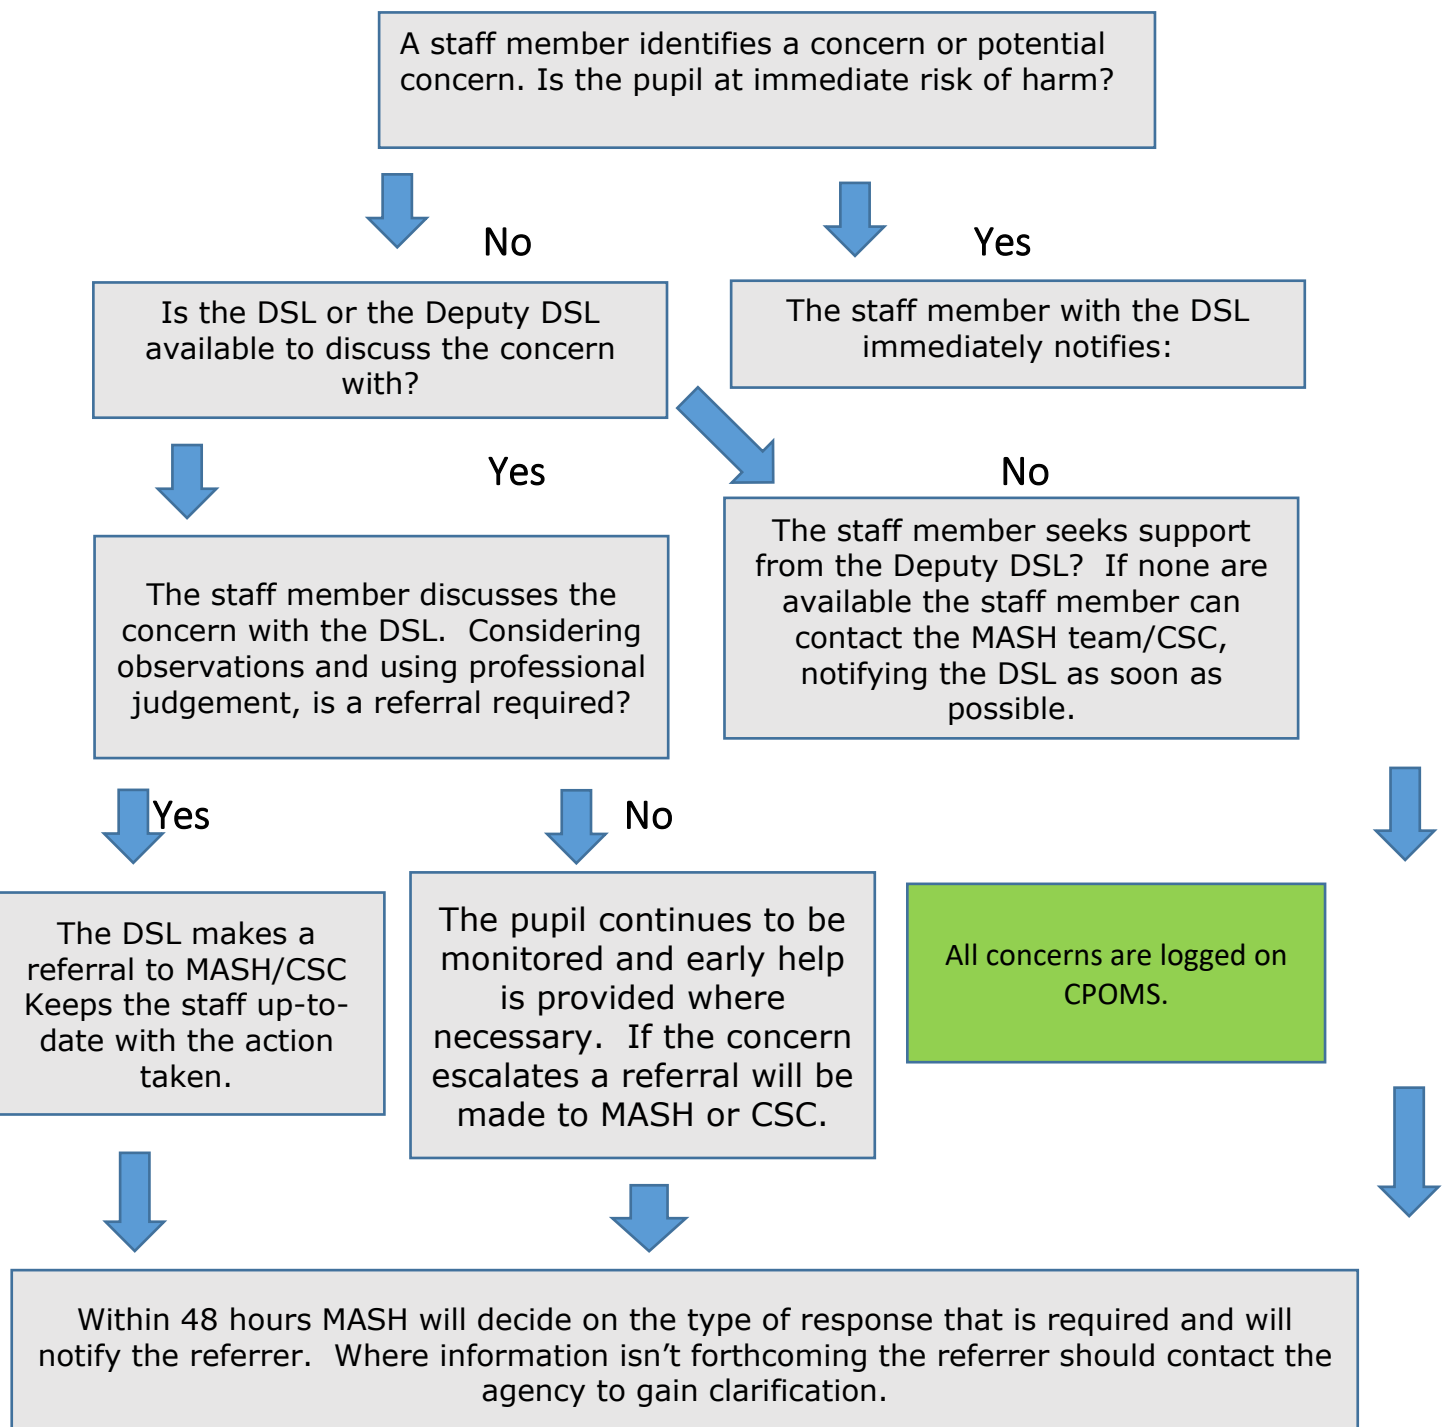 A staff member identifies a concern or potential
concern. Is the pupil at immediate risk of harm?
No
Yes
Is the DSL or the Deputy DSL
available to discuss the concern
with?
The staff member with the DSL
immediately notifies:
Yes
No
The staff member discusses the
concern with the DSL.  Considering
observations and using professional
judgement, is a referral required?
The staff member seeks support
from the Deputy DSL?  If none are
available the staff member can
contact the MASH team/CSC,
notifying the DSL as soon as
possible.
Yes
No
The DSL makes a
referral to MASH/CSC
Keeps the staff up-to-
date with the action
taken.
The pupil continues to be
monitored and early help
is provided where
necessary.  If the concern
escalates a referral will be
made to MASH or CSC.
All concerns are logged on
CPOMS.
Within 48 hours MASH will decide on the type of response that is required and will
notify the referrer.  Where information isn’t forthcoming the referrer should contact the
agency to gain clarification.